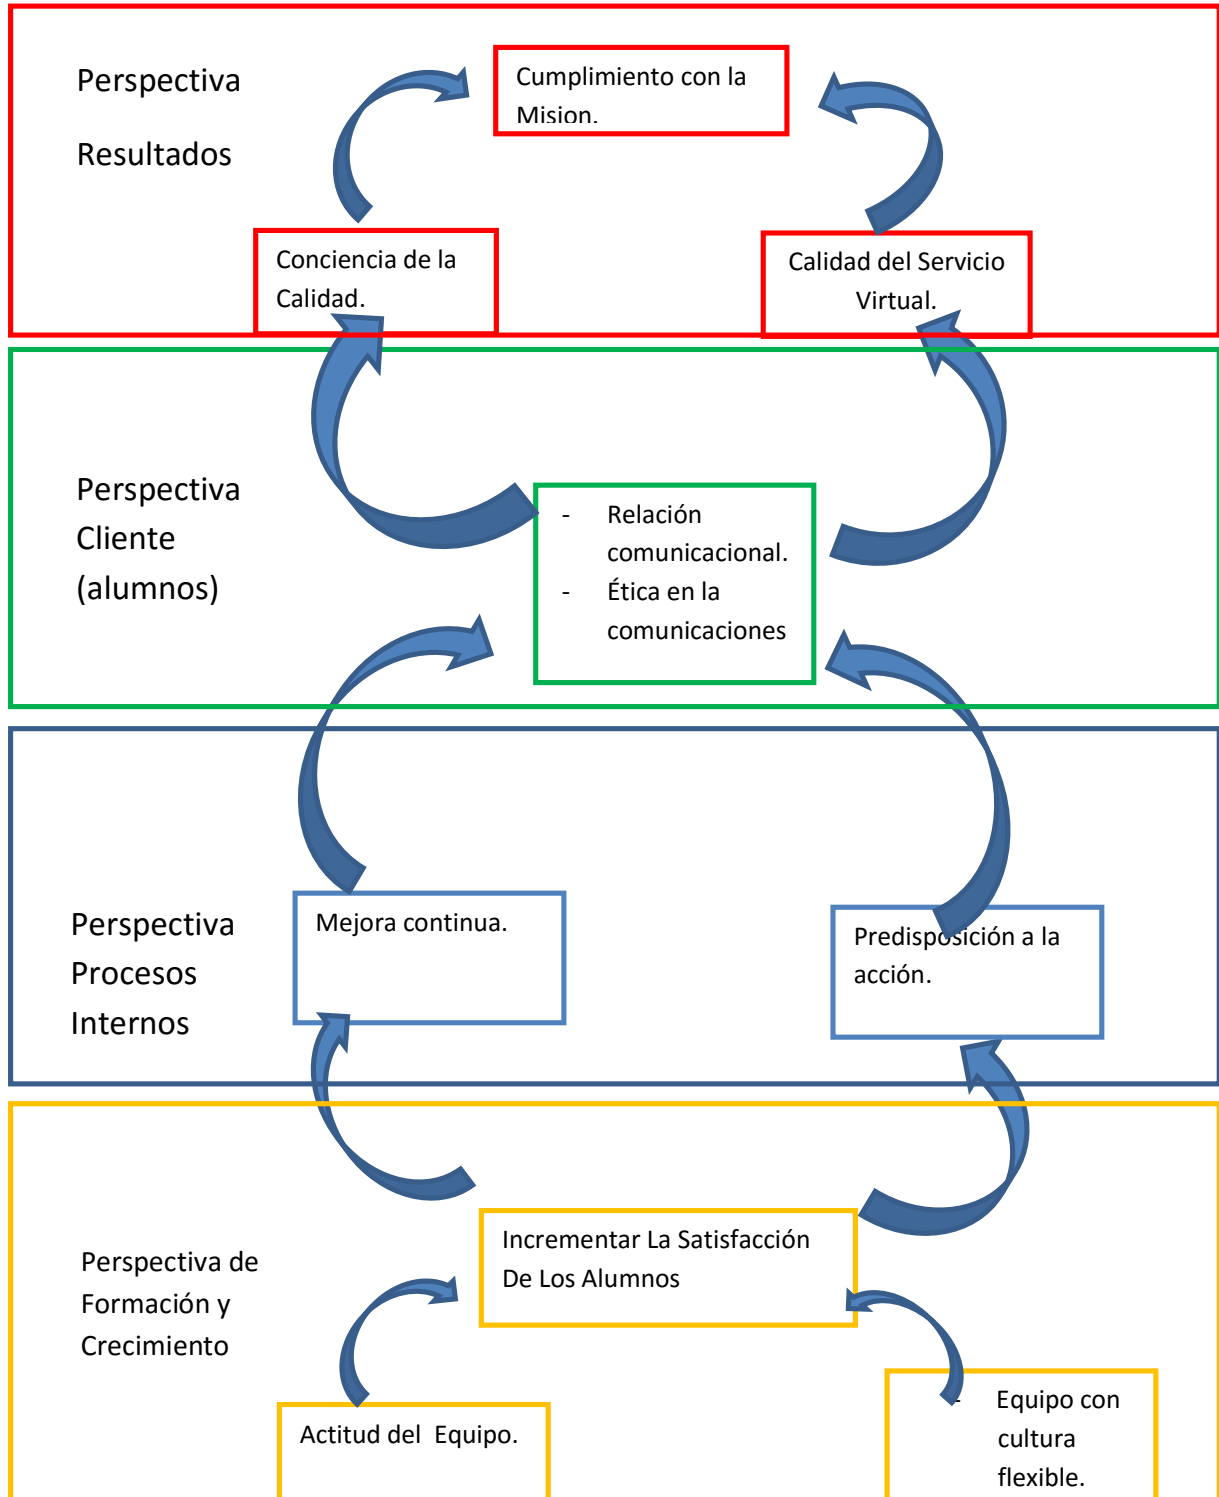 Perspectiva
Resultados
Cumplimiento con la
Mision.
Conciencia de la
Calidad.
Calidad del Servicio
Virtual.
Perspectiva
Cliente
(alumnos)
- Relación
comunicacional.
- Ética en la
comunicaciones
Perspectiva
Procesos
Internos
Mejora continua.
Predisposición a la
acción.
Perspectiva de
Formación y
Crecimiento
Incrementar La Satisfacción
De Los Alumnos
Actitud del  Equipo.
- Equipo con
cultura
flexible.